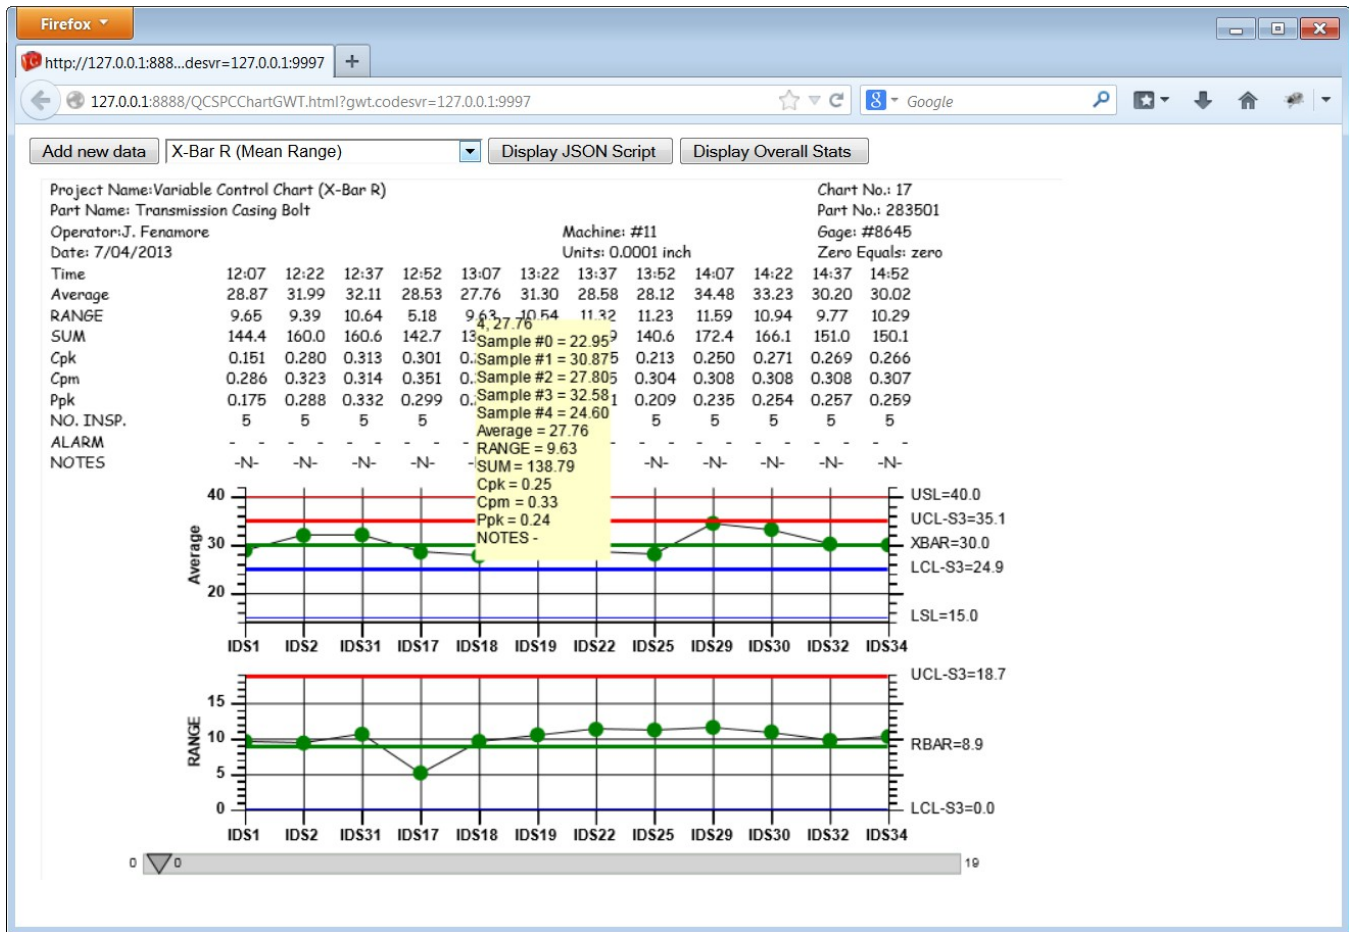 Firefox
http://127.0.0.1:888...desvr=127.0.0.1:9997 +
127.0.0.1:8888/QCSPCChartGWT.html?gwt.codesvr=127.0.0.1:9997 8 Google
Add new data X-Bar R (Mean Range) Display JSON Script Display Overall Stats
Project Name:Variable Control Chart (X-Bar R) Chart No.: 17
Part Name: Transmission Casing Bolt Part No.: 283501
Operator:J. Fenamore Machine: #11 Gage: #8645
Date: 7/04/2013 Units: 0.0001 inch Zero Equals: zero
Time 12:07 12:22 12:37 12:52 13:07 13:22 13:37 13:52 14:07 14:22 14:37 14:52
Average 28.87 31.99 32.11 28.53 27.76 31.30 28.58 28.12 34.48 33.23 30.20 30.02
RANGE 9.65 9.39 10.64 5.18 9.63 10.54 11.32 11.23 11.59 10.94 9.77 10.29
SUM 144.4 160.0 160.6 142.7 140.6 172.4 166.1 151.0 150.1
Cpk 0.151 0.280 0.313 0.301 0.213 0.250 0.271 0.269 0.266
Cpm 0.286 0.323 0.314 0.351 0.304 0.308 0.308 0.308 0.307
Ppk 0.175 0.288 0.332 0.299 0.209 0.235 0.254 0.257 0.259
NO. INSP. 5 5 5 5 5 5 5 5 5
ALARM - - - - - - - - - - - - - - - - - -
NOTES -N- -N- -N- -N- -N- -N- -N- -N- -N-
4, 27.76
Sample #0 = 22.95
Sample #1 = 30.87
Sample #2 = 27.80
Sample #3 = 32.58
Sample #4 = 24.60
Average = 27.76
RANGE = 9.63
SUM = 138.79
Cpk = 0.25
Cpm = 0.33
Ppk = 0.24
NOTES -
Average
40
30
20
USL=40.0
UCL-S3=35.1
XBAR=30.0
LCL-S3=24.9
LSL=15.0
IDS1 IDS2 IDS31 IDS17 IDS18 IDS19 IDS22 IDS25 IDS29 IDS30 IDS32 IDS34
RANGE
15
10
5
0
UCL-S3=18.7
RBAR=8.9
LCL-S3=0.0
IDS1 IDS2 IDS31 IDS17 IDS18 IDS19 IDS22 IDS25 IDS29 IDS30 IDS32 IDS34
0 0 19